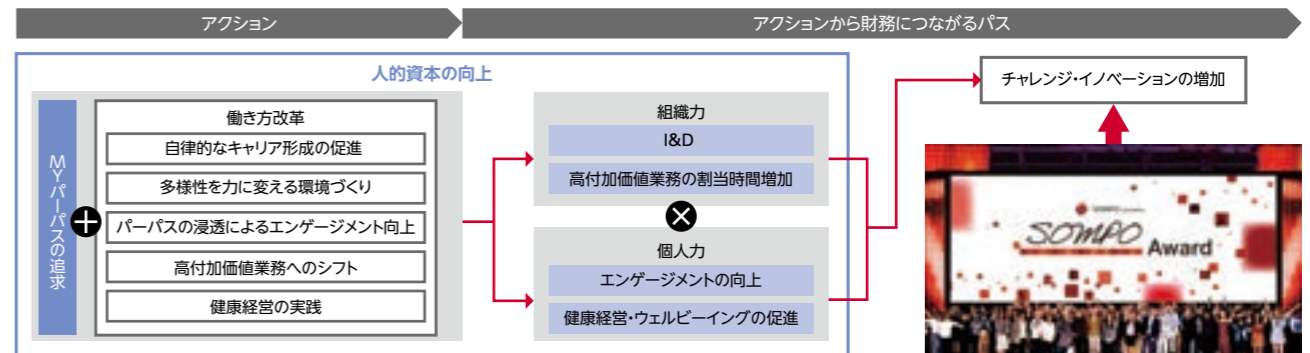 アクション
アクションから財務につながるパス
人的資本の向上
MYパーパスの追求
働き方改革
自律的なキャリア形成の促進
多様性を力に変える環境づくり
パーパスの浸透によるエンゲージメント向上
高付加価値業務へのシフト
健康経営の実践
組織力
I&D
高付加価値業務の割当時間増加
個人力
エンゲージメントの向上
健康経営・ウェルビーイングの促進
チャレンジ・イノベーションの増加
SOMPO
Award